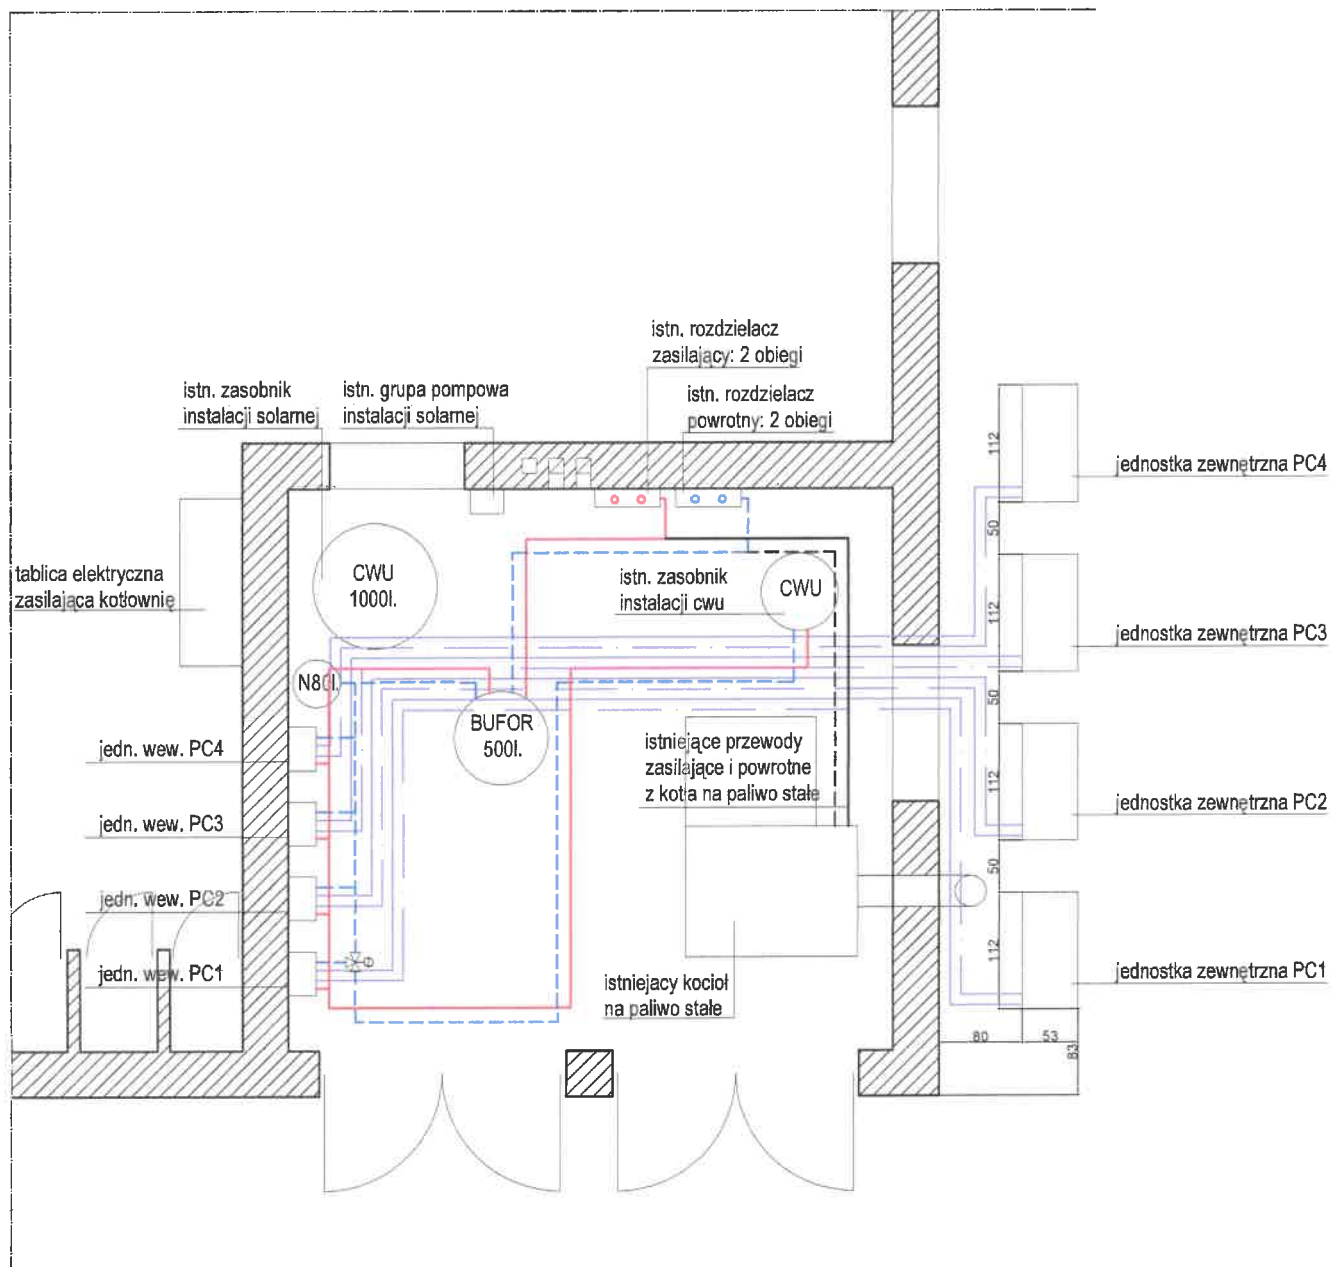 istn. rozdzielacz
zasilający: 2 obiegi
istn. zasobnik
instalacji solarnej
istn. grupa pompowa
instalacji solarnej
istn. rozdzielacz
powrotny: 2 obiegi
112
jednostka zewnętrzna PC4
50
tablica elektryczna
zasilająca kotłownię
CWU
1000l.
istn. zasobnik
instalacji cwu
CWU
112
jednostka zewnętrzna PC3
N80l.
50
BUFOR
500l.
jedn. wew. PC4
istniejące przewody
zasilające i powrotne
z kotła na paliwo stałe
112
jednostka zewnętrzna PC2
jedn. wew. PC3
50
jedn. wew. PC2
112
jedn. wew. PC1
jednostka zewnętrzna PC1
istniejacy kocioł
na paliwo stałe
80
53
83